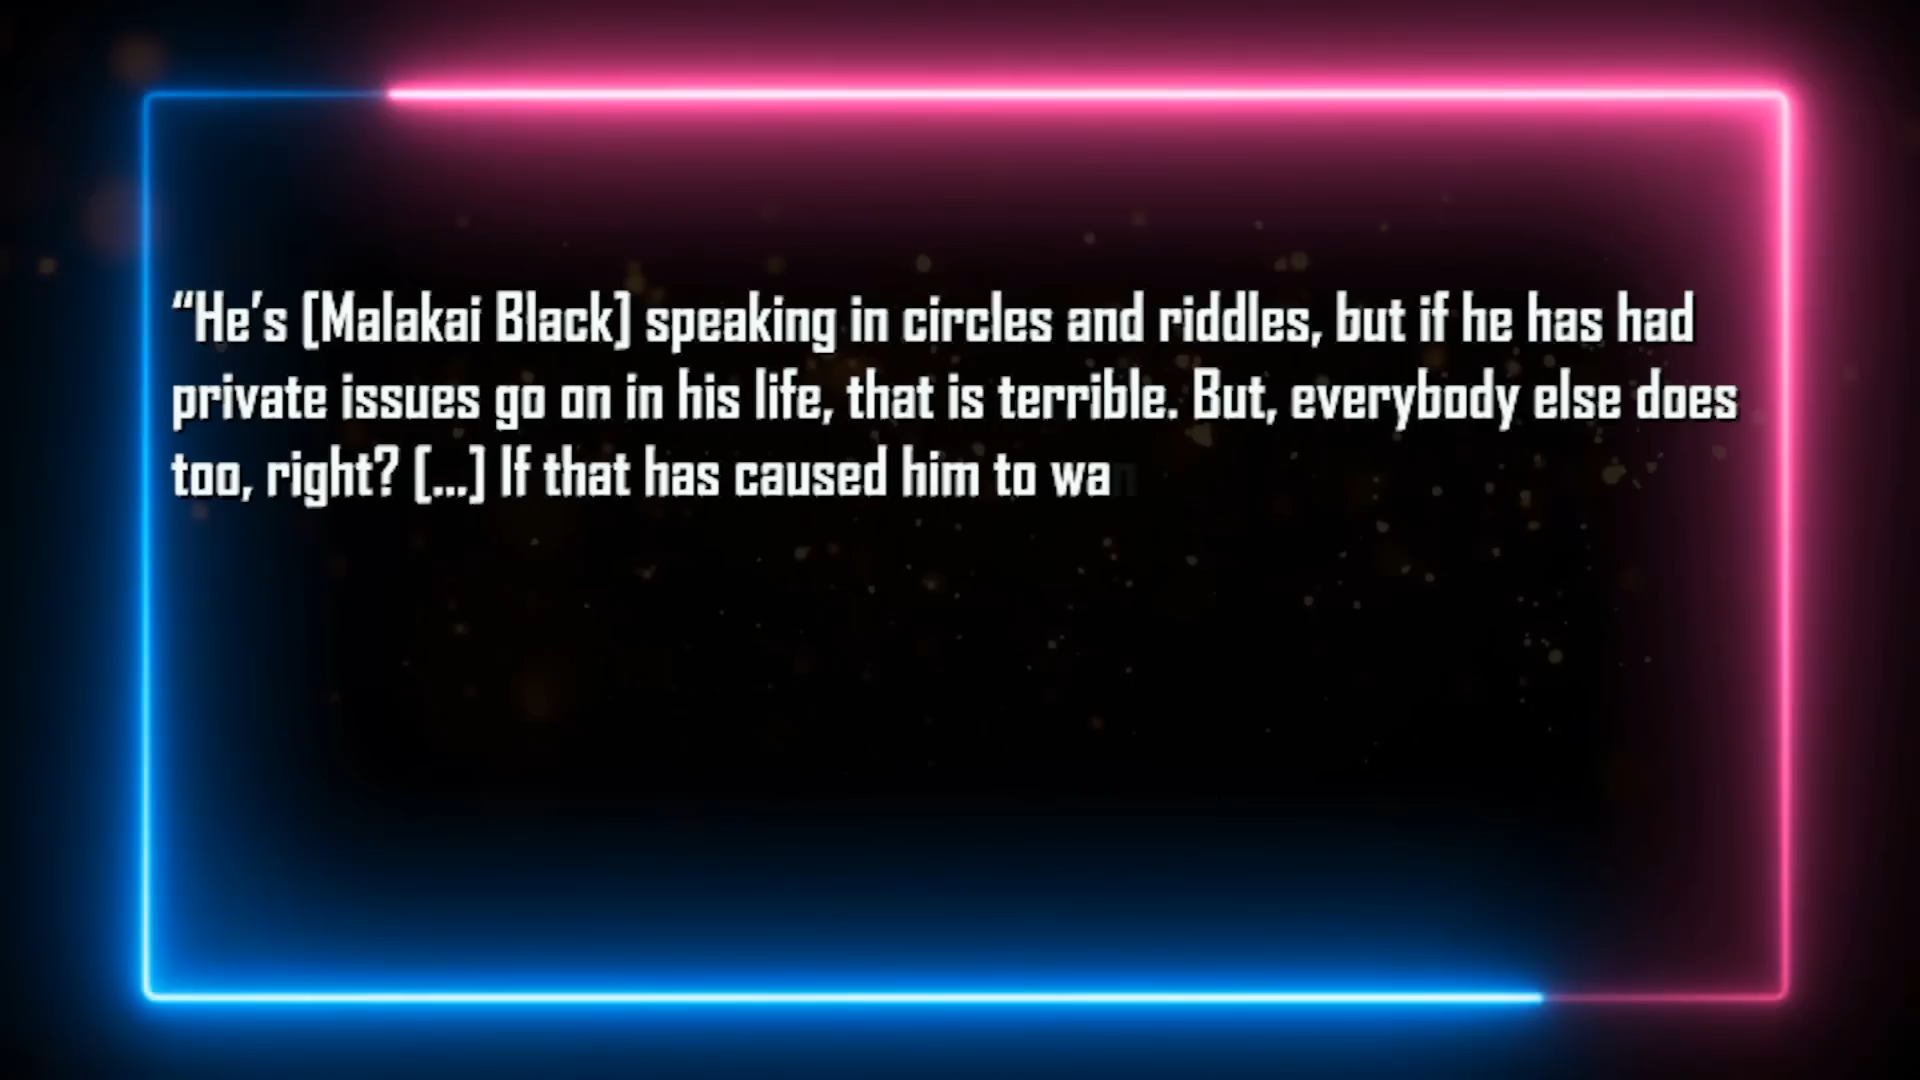 “He’s [Malakai Black] speaking in circles and riddles, but if he has had
private issues go on in his life, that is terrible. But, everybody else does
too, right? [...] If that has caused him to wan